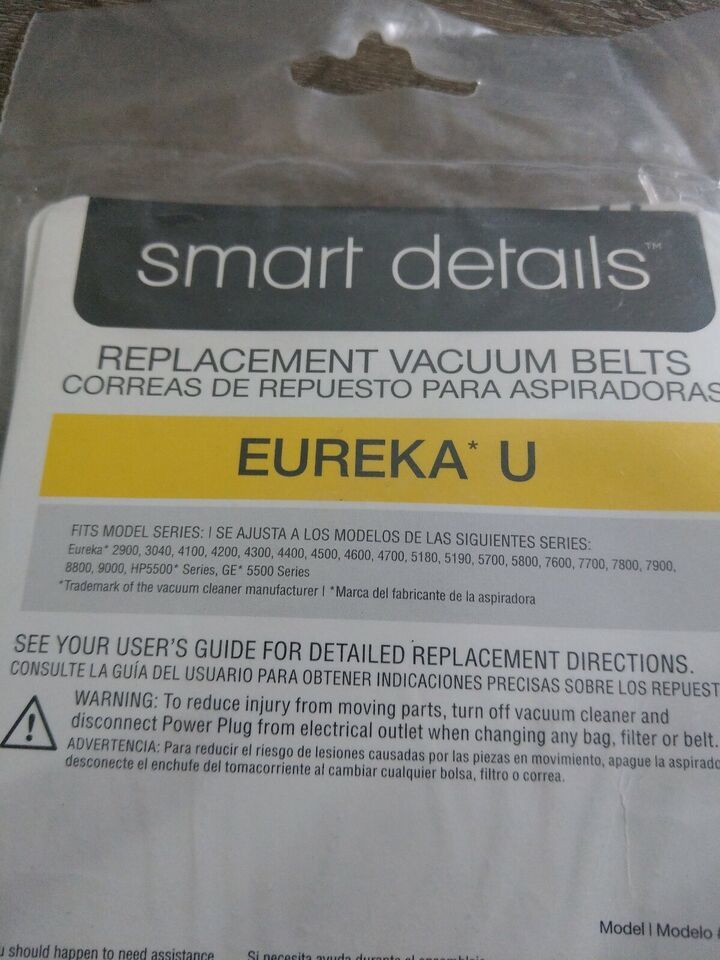 smart details™
REPLACEMENT VACUUM BELTS
CORREAS DE REPUESTO PARA ASPIRADORAS
EUREKA* U
FITS MODEL SERIES: | SE AJUSTA A LOS MODELOS DE LAS SIGUIENTES SERIES:
Eureka* 2900, 3040, 4100, 4200, 4300, 4400, 4500, 4600, 4700, 5180, 5190, 5700, 5800, 7600, 7700, 7800, 7900,
8800, 9000, HP5500* Series, GE* 5500 Series
*Trademark of the vacuum cleaner manufacturer | *Marca del fabricante de la aspiradora
SEE YOUR USER'S GUIDE FOR DETAILED REPLACEMENT DIRECTIONS.
CONSULTE LA GUÍA DEL USUARIO PARA OBTENER INDICACIONES PRECISAS SOBRE LOS REPUEST
WARNING: To reduce injury from moving parts, turn off vacuum cleaner and
disconnect Power Plug from electrical outlet when changing any bag, filter or belt.
ADVERTENCIA: Para reducir el riesgo de lesiones causadas por las piezas en movimiento, apague la aspirado
desconecte el enchufe del tomacorriente al cambiar cualquier bolsa, filtro o correa.
Model | Modelo #
u should happen to need assistance Si necesita ayuda durante el